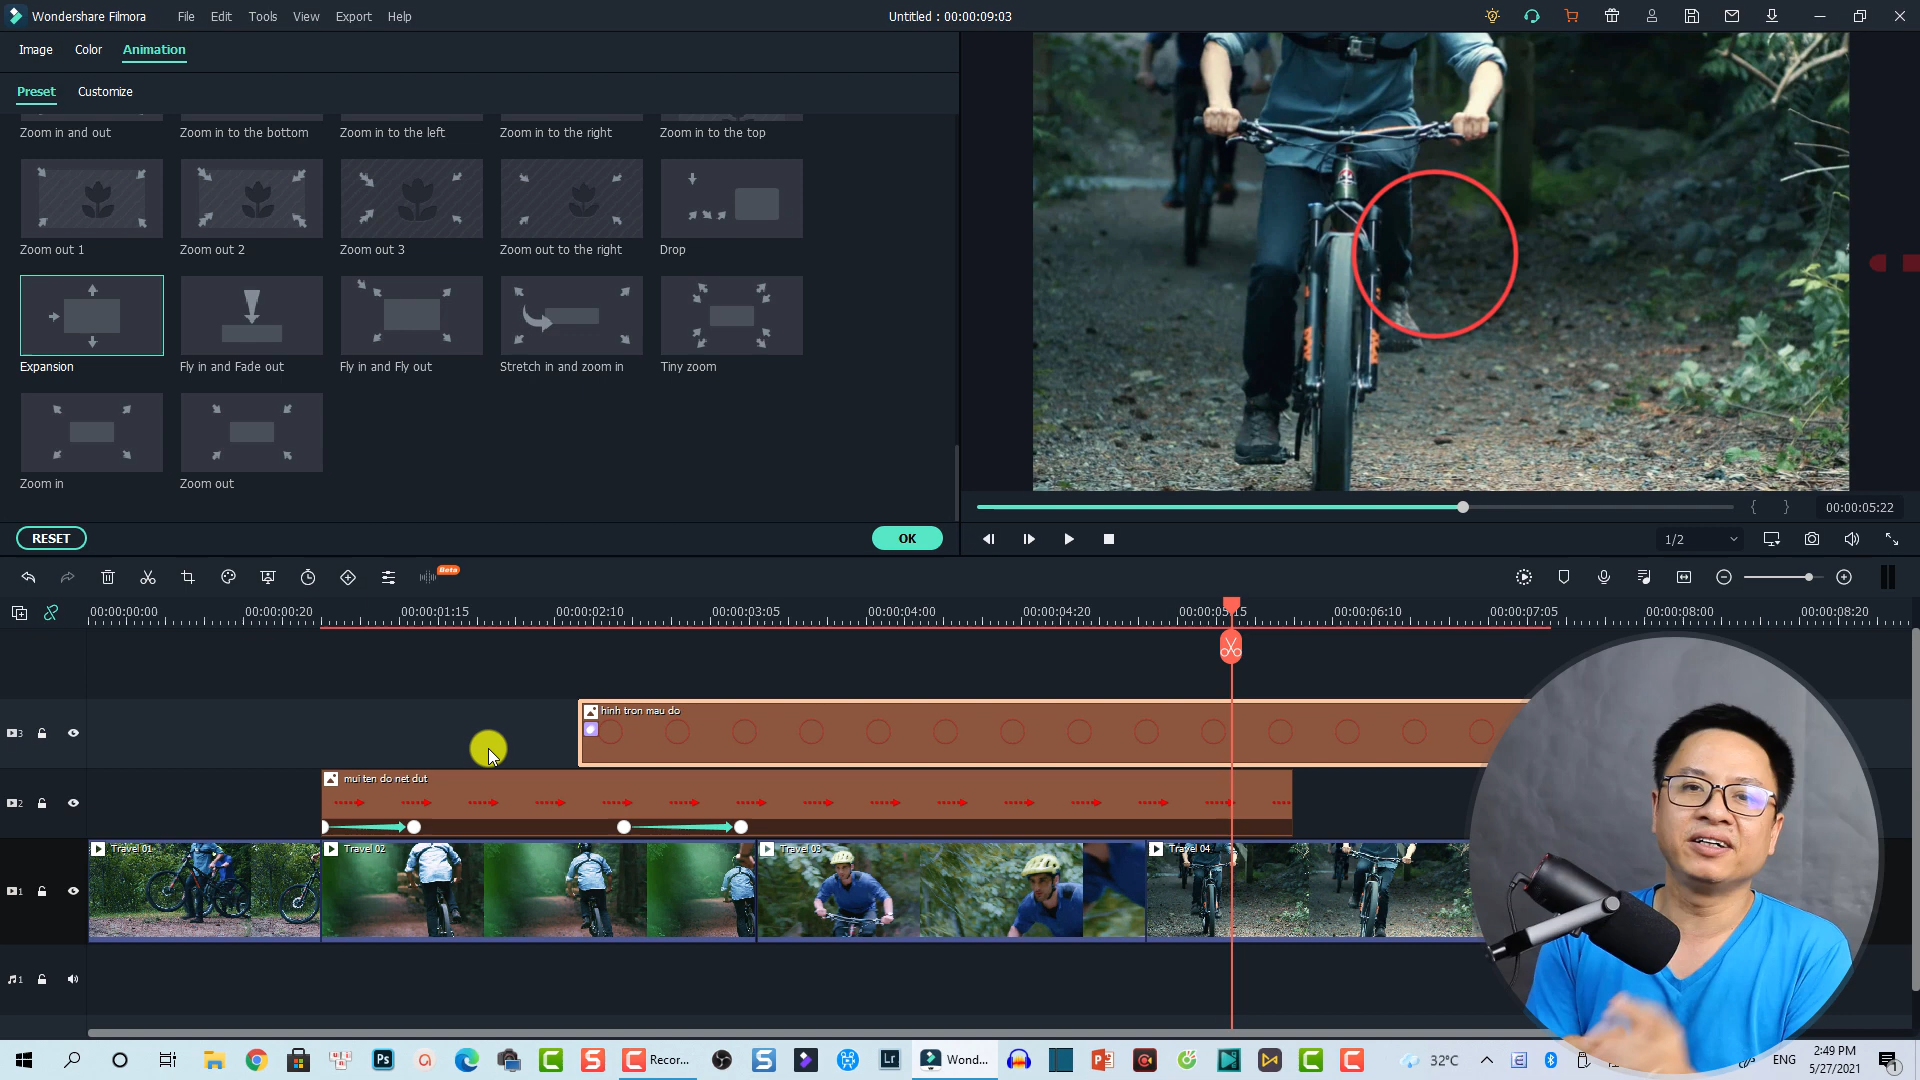 Wondershare Filmora File Edit Tools View Export Help Untitled : 00:00:09:03
Image Color Animation
Preset Customize
Zoom in and out Zoom in to the bottom Zoom in to the left Zoom in to the right Zoom in to the top
Zoom out 1 Zoom out 2 Zoom out 3 Zoom out to the right Drop
Expansion Fly in and Fade out Fly in and Fly out Stretch in and zoom in Tiny zoom
Zoom in Zoom out
{ } 00:00:05:22
RESET OK 1/2
Beta
00:00:00:00 00:00:00:20 00:00:01:15 00:00:02:10 00:00:03:05 00:00:04:00 00:00:04:20 00:00:05:15 00:00:06:10 00:00:07:05 00:00:08:00 00:00:08:20
hinh tron mau do
3
mui ten do net dut
2
Travel 01 Travel 02 Travel 03 Travel 04
1
1
Ps Recor... Lr Wond... 32°C ENG 2:49 PM
5/27/2021